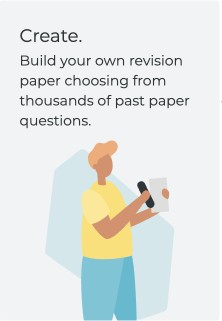 Create.
Build your own revision
paper choosing from
thousands of past paper
questions.